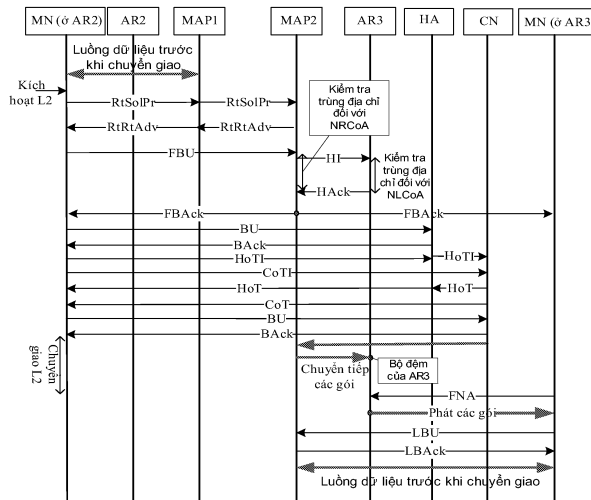 MN (ở AR2)
AR2
MAP1
MAP2
AR3
HA
CN
MN (ở AR3)
Luồng dữ liệu trước
khi chuyển giao
Kích
hoạt L2
RtSolPr
RtSolPr
Kiểm tra
trùng địa chỉ
đối với
NRCoA
RtRtAdv
RtRtAdv
FBU
HI
Kiểm tra
trùng địa
chỉ đối với
NLCoA
HAck
FBAck
FBAck
BU
BAck
HoTI
HoTI
CoTI
HoT
HoT
CoT
BU
BAck
Chuyển
giao L2
Chuyển tiếp
các gói
Bộ đệm
của AR3
FNA
Phát các gói
LBU
LBAck
Luồng dữ liệu trước khi chuyển giao